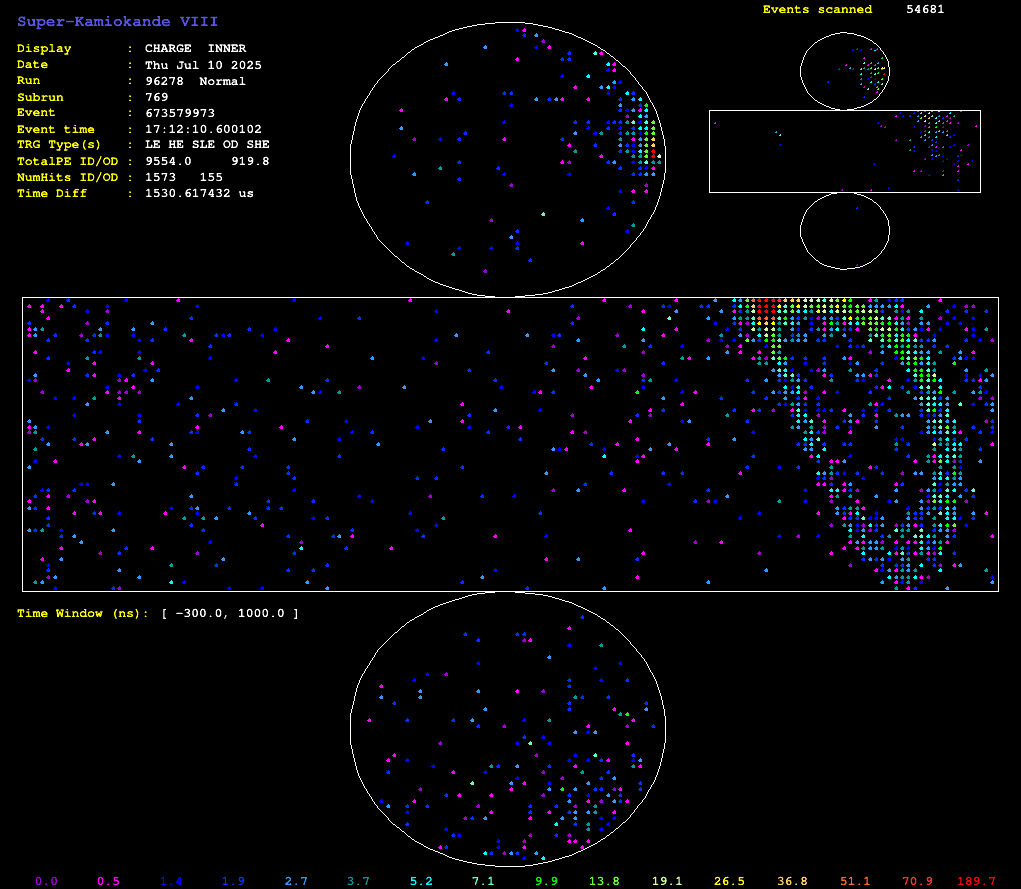 Super-Kamiokande VIII
Events scanned 54681
Display : CHARGE INNER
Date : Thu Jul 10 2025
Run : 96278 Normal
Subrun : 769
Event : 673579973
Event time : 17:12:10.600102
TRG Type(s) : LE HE SLE OD SHE
TotalPE ID/OD : 9554.0 919.8
NumHits ID/OD : 1573 155
Time Diff : 1530.617432 us
Time Window (ns): [ -300.0, 1000.0 ]
0.0 0.5 1.4 1.9 2.7 3.7 5.2 7.1 9.9 13.8 19.1 26.5 36.8 51.1 70.9 189.7